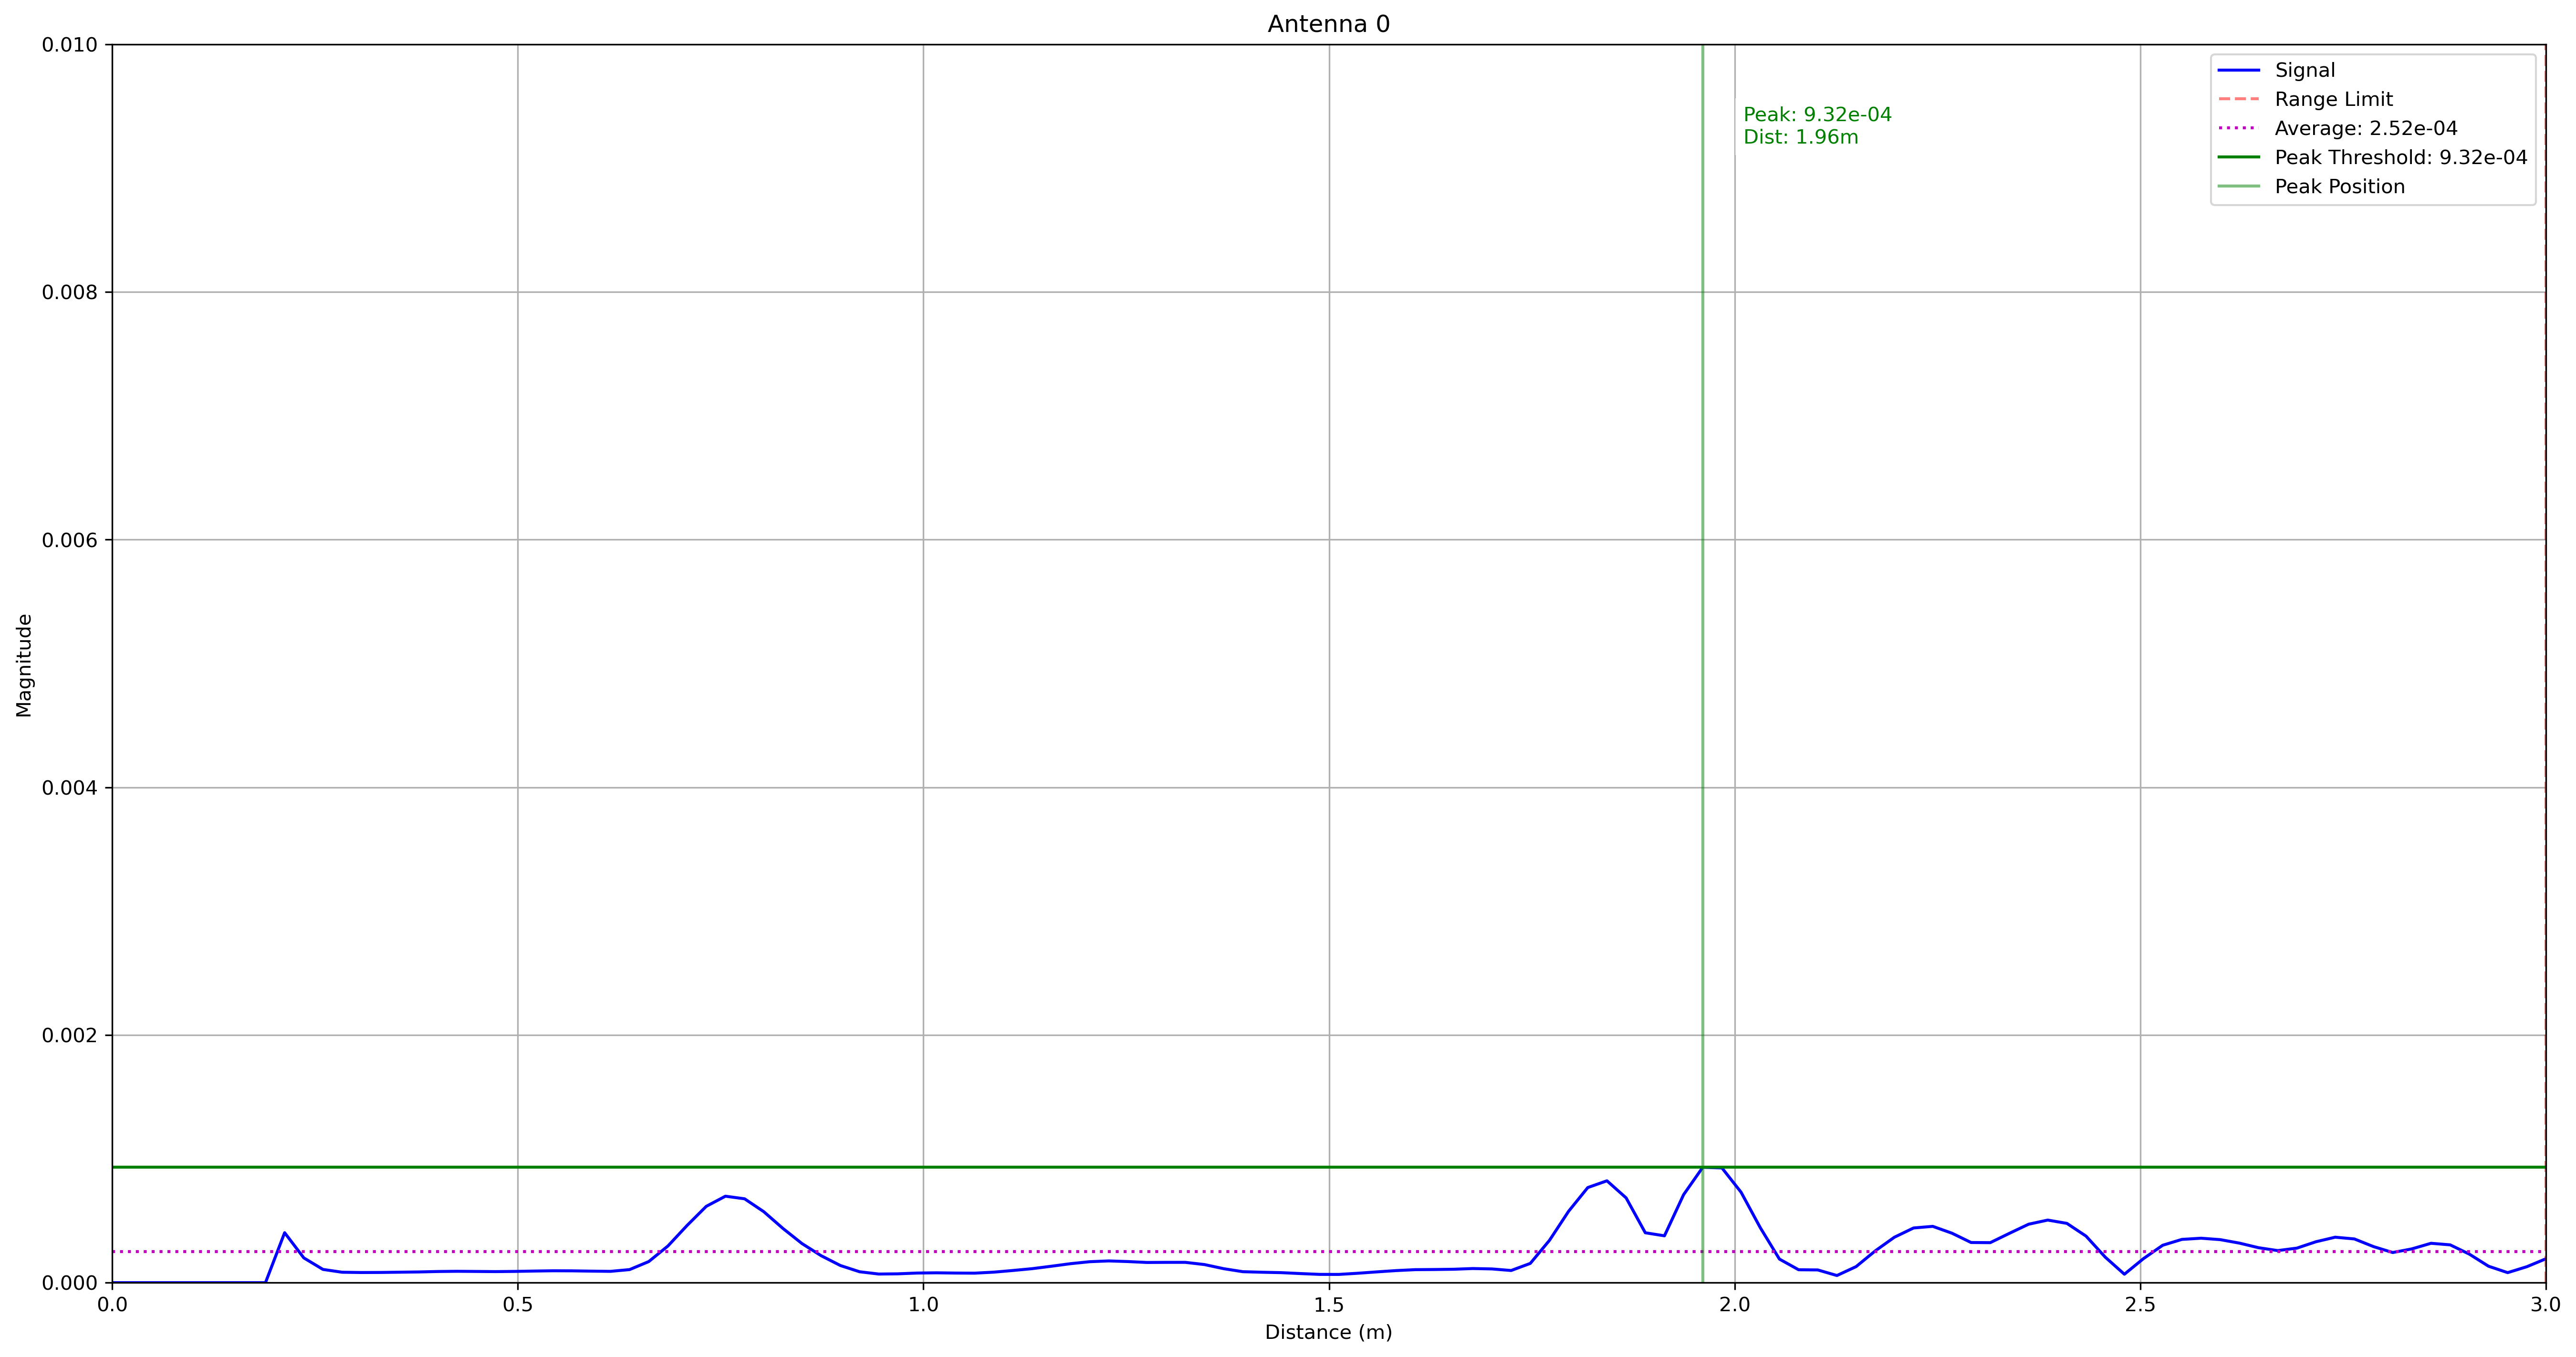 Antenna 0
0.010
0.008
0.006
0.004
0.002
0.000
Magnitude
Peak: 9.32e-04
Dist: 1.96m
Signal
Range Limit
Average: 2.52e-04
Peak Threshold: 9.32e-04
Peak Position
0.0 0.5 1.0 1.5 2.0 2.5 3.0
Distance (m)